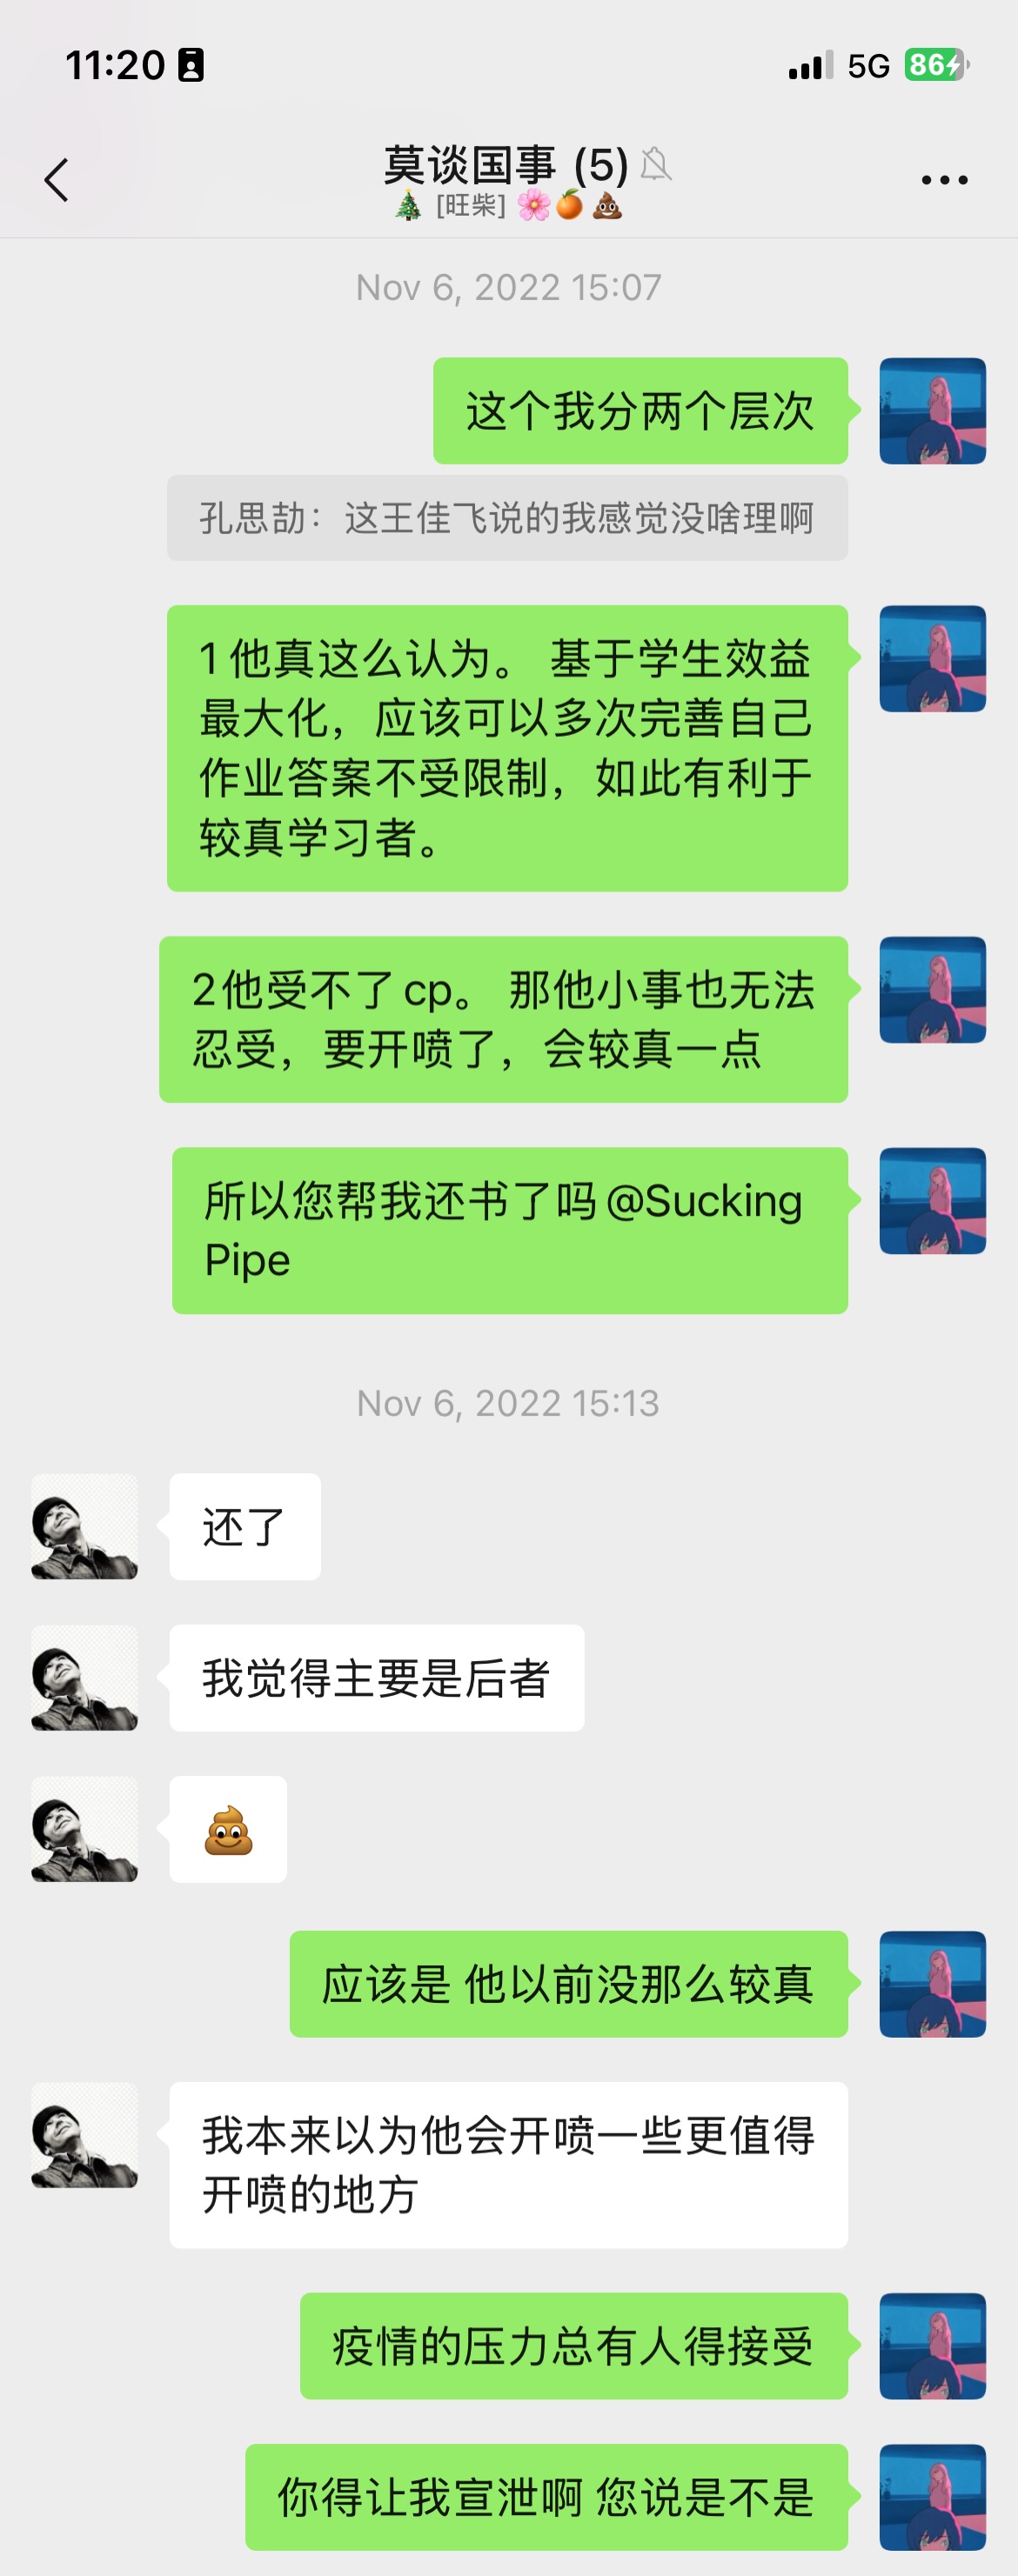 11:20
5G
86
莫谈国事 (5)
🎄 [旺柴] 🌸🍊💩
Nov 6, 2022 15:07
这个我分两个层次
孔思劼：这王佳飞说的我感觉没啥理啊
1 他真这么认为。 基于学生效益
最大化，应该可以多次完善自己
作业答案不受限制，如此有利于
较真学习者。
2他受不了 cp。 那他小事也无法
忍受，要开喷了，会较真一点
所以您帮我还书了吗 @Sucking
Pipe
Nov 6, 2022 15:13
还了
我觉得主要是后者
💩
应该是 他以前没那么较真
我本来以为他会开喷一些更值得
开喷的地方
疫情的压力总有人得接受
你得让我宣泄啊 您说是不是